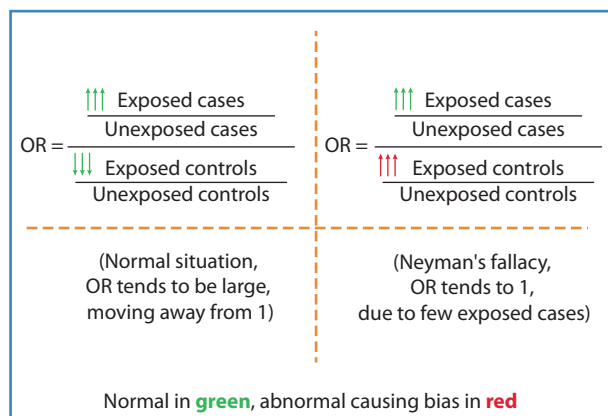 OR =
↑↑↑ Exposed cases
Unexposed cases
↓↓↓ Exposed controls
Unexposed controls
OR =
↑↑↑ Exposed cases
Unexposed cases
↑↑↑ Exposed controls
Unexposed controls
(Normal situation,
OR tends to be large,
moving away from 1)
(Neyman's fallacy,
OR tends to 1,
due to few exposed cases)
Normal in green, abnormal causing bias in red